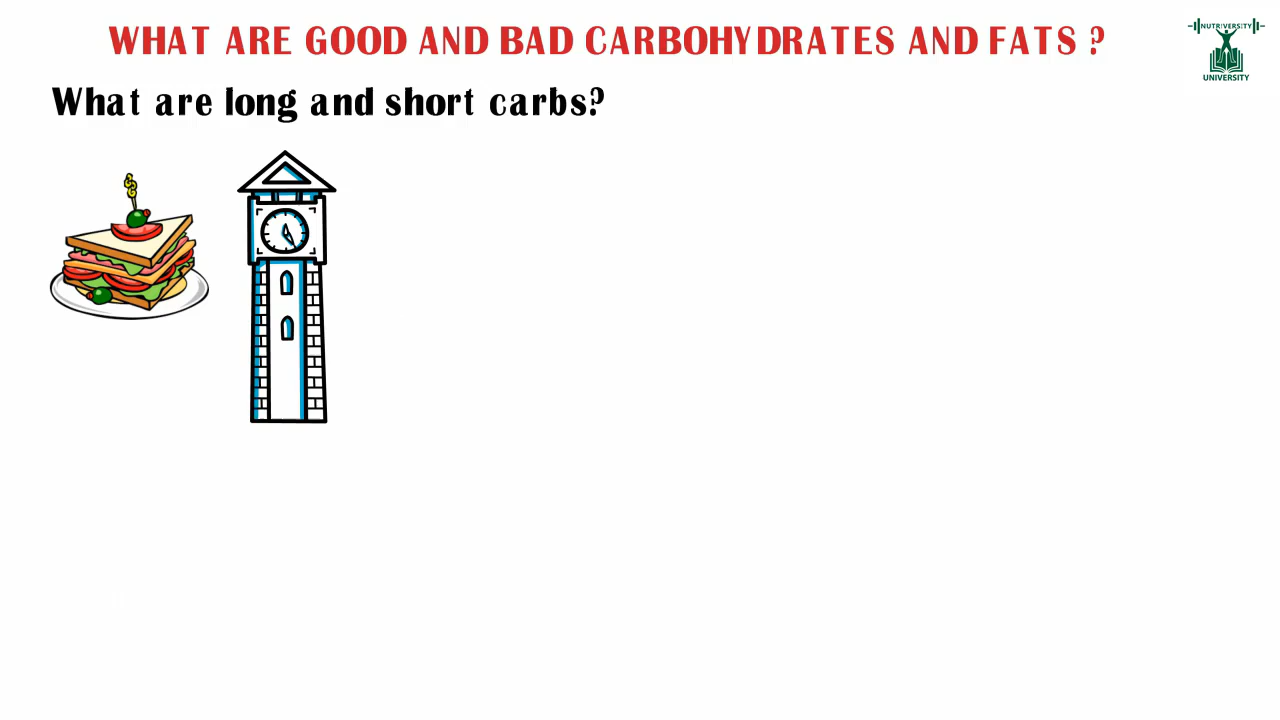 WHAT ARE GOOD AND BAD CARBOHYDRATES AND FATS ?
NUTRIVERSITY
UNIVERSITY
What are long and short carbs?